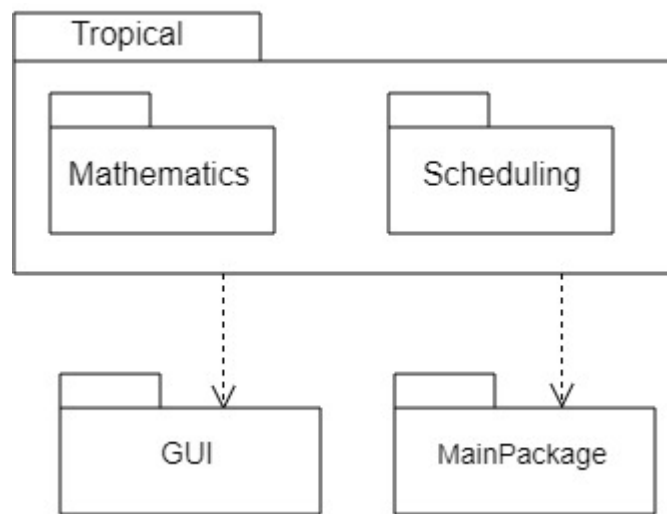 Tropical
Mathematics
Scheduling
GUI
MainPackage